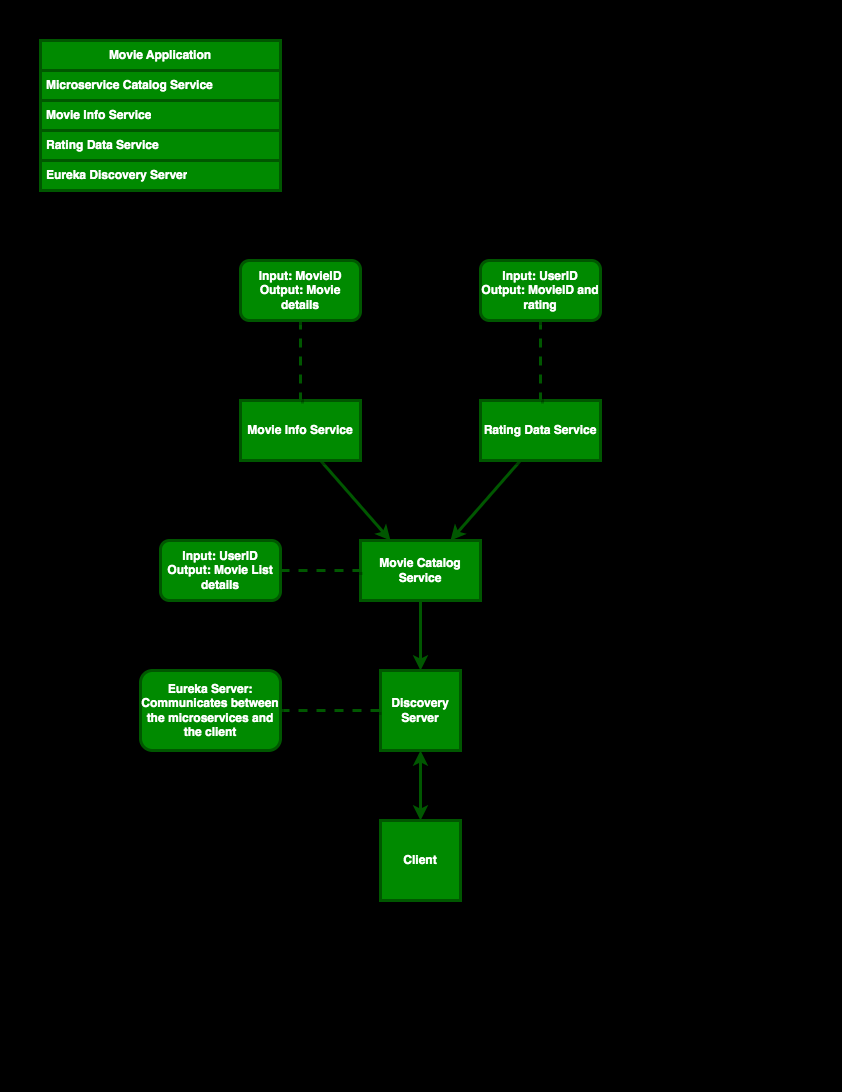 Movie Application
Microservice Catalog Service
Movie Info Service
Rating Data Service
Eureka Discovery Server
Input: MovieID
Output: Movie
details
Input: UserID
Output: MovieID and
rating
Movie Info Service
Rating Data Service
Input: UserID
Output: Movie List
details
Movie Catalog
Service
Eureka Server:
Communicates between
the microservices and
the client
Discovery
Server
Client